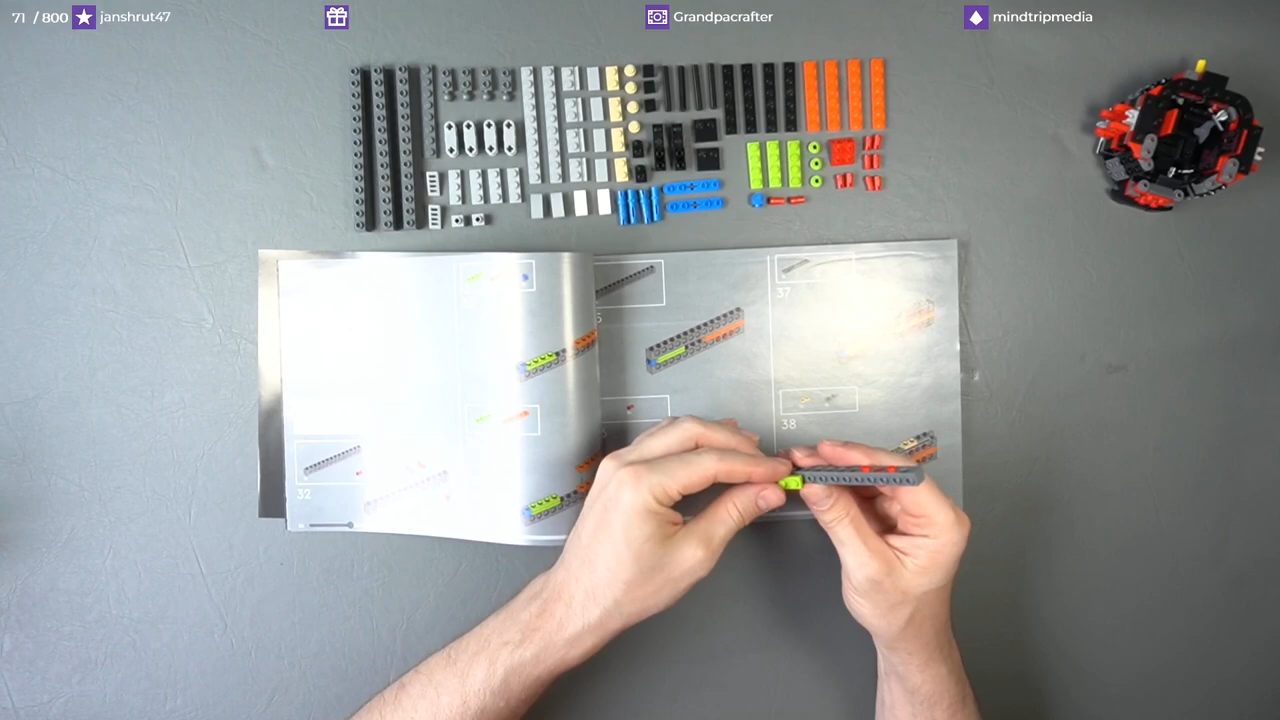 71 / 800 janshrut47
Grandpacrafter
mindtripmedia
37
38
32